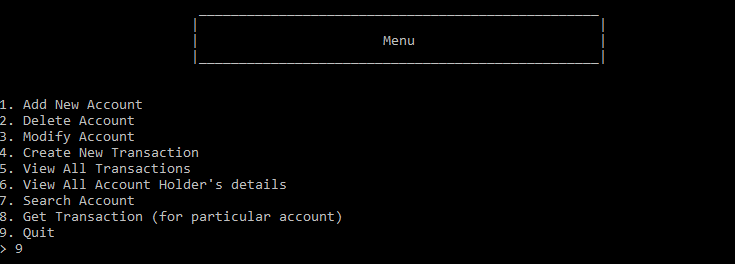 Menu
1. Add New Account
2. Delete Account
3. Modify Account
4. Create New Transaction
5. View All Transactions
6. View All Account Holder's details
7. Search Account
8. Get Transaction (for particular account)
9. Quit
> 9